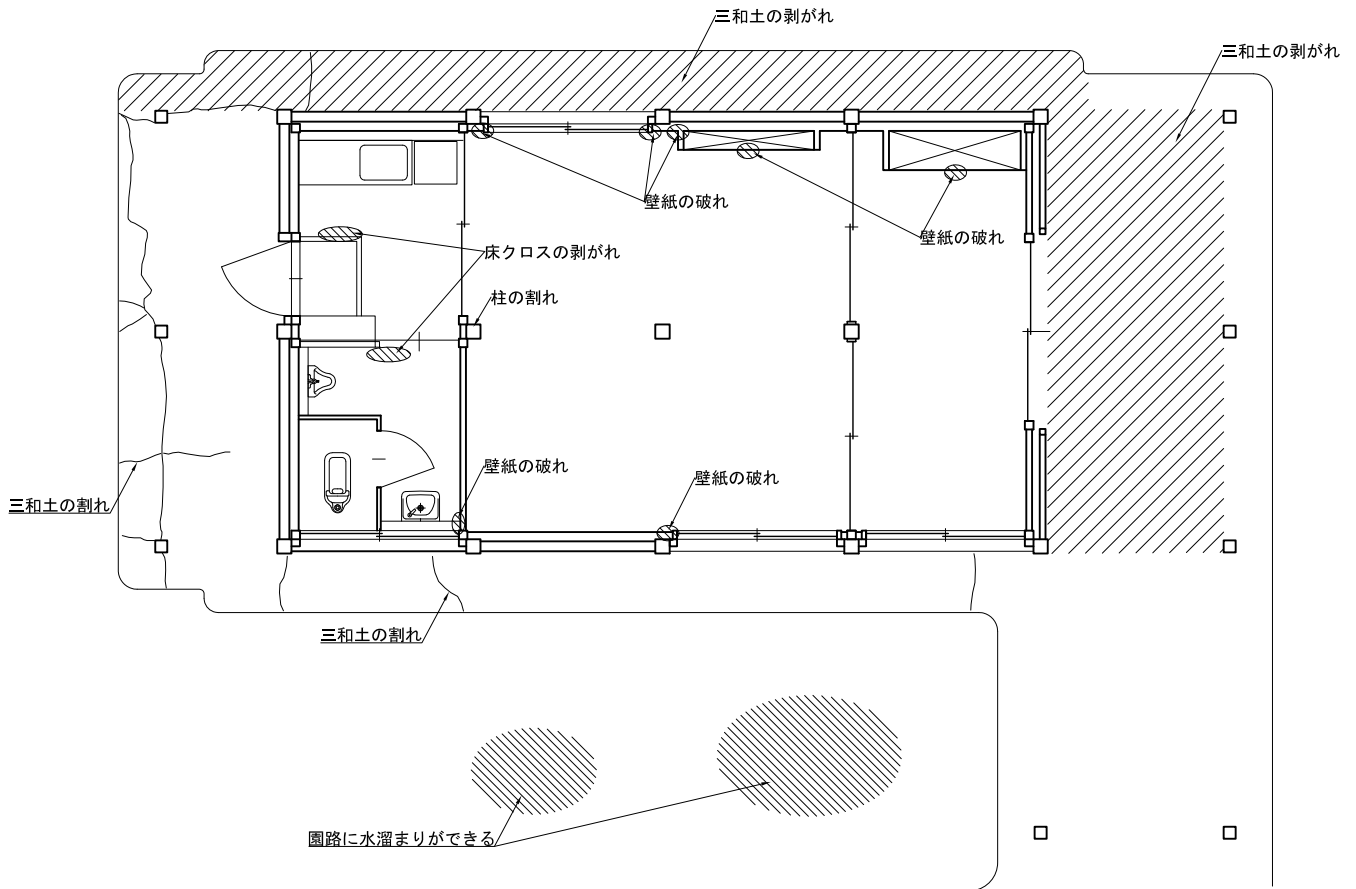 三和土の剥がれ
三和土の剥がれ
壁紙の破れ
壁紙の破れ
床クロスの剥がれ
柱の割れ
壁紙の破れ
壁紙の破れ
三和土の割れ
三和土の割れ
園路に水溜まりができる